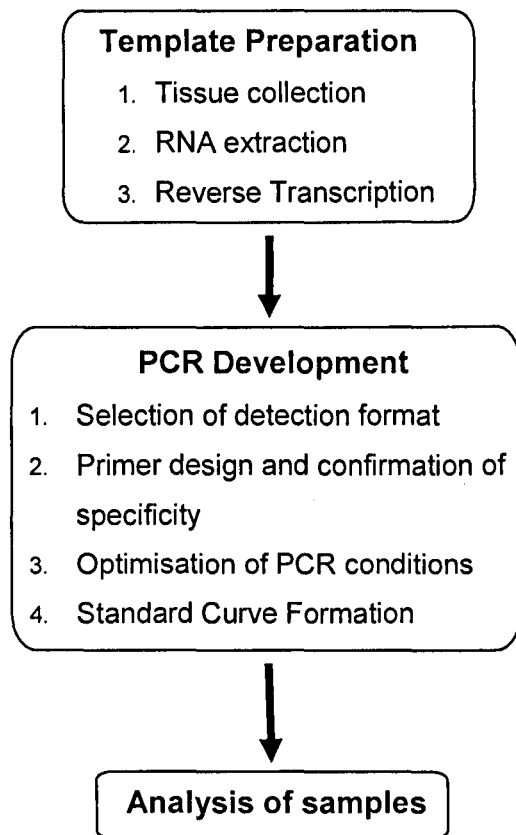 Template Preparation
1. Tissue collection
2. RNA extraction
3. Reverse Transcription
PCR Development
1. Selection of detection format
2. Primer design and confirmation of
specificity
3. Optimisation of PCR conditions
4. Standard Curve Formation
Analysis of samples